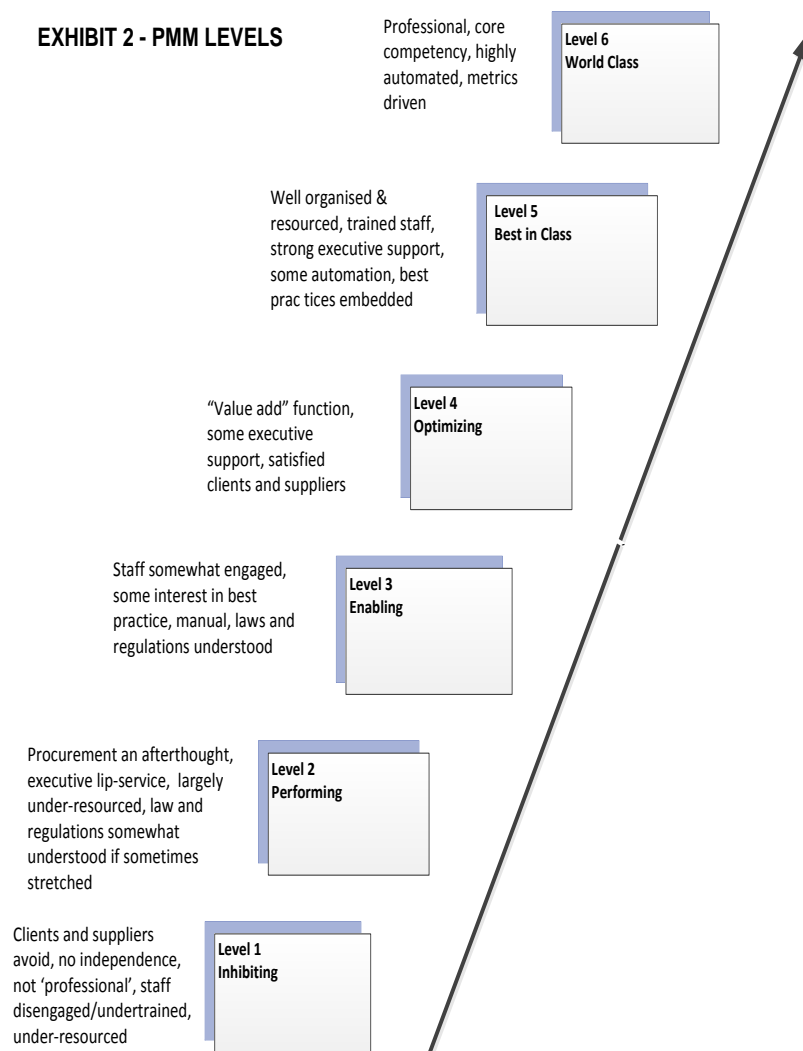 EXHIBIT 2 - PMM LEVELS
Professional, core
competency, highly
automated, metrics
driven
Level 6
World Class
Well organised &
resourced, trained staff,
strong executive support,
some automation, best
prac tices embedded
Level 5
Best in Class
“Value add” function,
some executive
support, satisfied
clients and suppliers
Level 4
Optimizing
Staff somewhat engaged,
some interest in best
practice, manual, laws and
regulations understood
Level 3
Enabling
Procurement an afterthought,
executive lip-service, largely
under-resourced, law and
regulations somewhat
understood if sometimes
stretched
Level 2
Performing
Clients and suppliers
avoid, no independence,
not ‘professional’, staff
disengaged/undertrained,
under-resourced
Level 1
Inhibiting